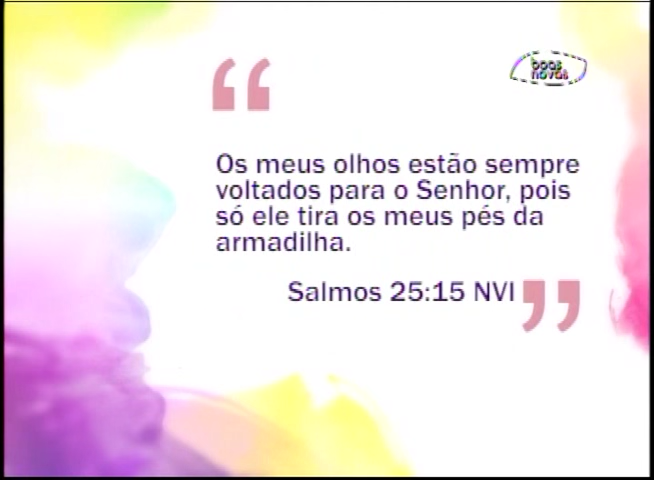 boas
novas
Os meus olhos estão sempre
voltados para o Senhor, pois
só ele tira os meus pés da
armadilha.
Salmos 25:15 NVI